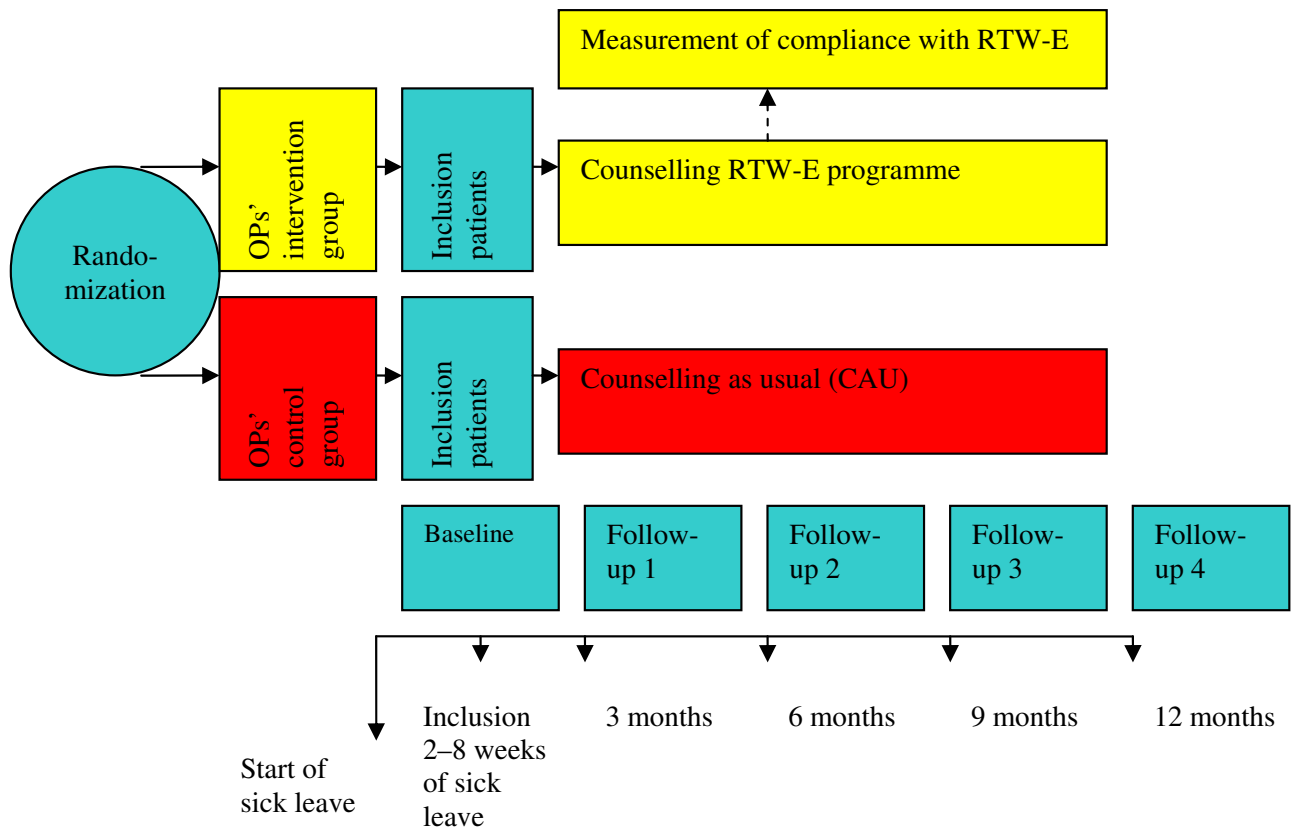 Measurement of compliance with RTW-E
Rando-
mization
OPs'
intervention
group
Inclusion
patients
Counselling RTW-E programme
OPs'
control
group
Inclusion
patients
Counselling as usual (CAU)
Baseline
Follow-
up 1
Follow-
up 2
Follow-
up 3
Follow-
up 4
Start of
sick leave
Inclusion
2–8 weeks
of sick
leave
3 months
6 months
9 months
12 months